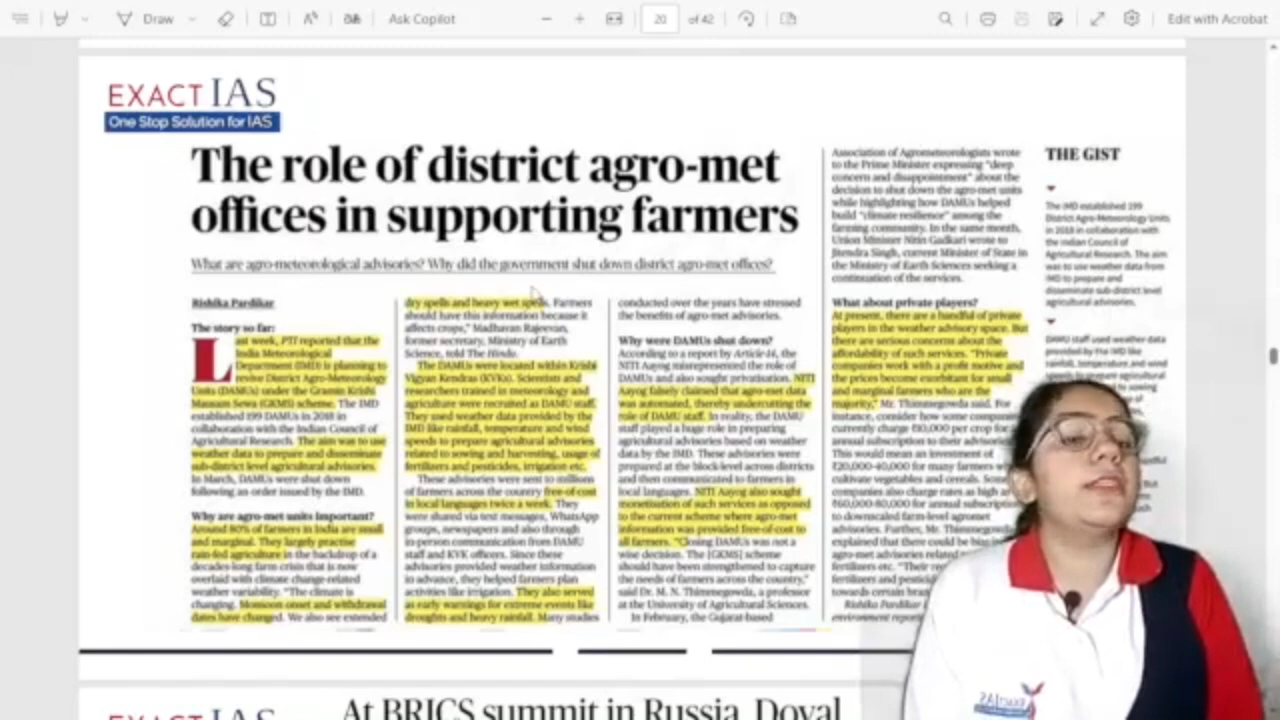 Draw
Ask Copilot
20 of 42
Edit with Acrobat
EXACT IAS
One Stop Solution for IAS
The role of district agro-met
offices in supporting farmers
What are agro-meteorological advisories? Why did the government shut down district agro-met offices?
Rishika Pardikar
The story so far:
Last week, PTI reported that the
India Meteorological
Department (IMD) is planning to
revive District Agro-Meteorology
Units (DAMUs) under the Gramin Krishi
Mausam Sewa (GKMS) scheme. The IMD
established 199 DAMUs in 2018 in
collaboration with the Indian Council of
Agricultural Research. The aim was to use
weather data to prepare and disseminate
sub-district level agricultural advisories.
In March, DAMUs were shut down
following an order issued by the IMD.
Why are agro-met units important?
Around 80% of farmers in India are small
and marginal. They largely practise
rain-fed agriculture in the backdrop of a
decades-long farm crisis that is now
overlaid with climate change-related
weather variability. "The climate is
changing. Monsoon onset and withdrawal
dates have changed. We also see extended
dry spells and heavy wet spells. Farmers
should have this information because it
affects crops," Madhavan Rajeevan,
former secretary, Ministry of Earth
Science, told The Hindu.
The DAMUs were located within Krishi
Vigyan Kendras (KVKs). Scientists and
researchers trained in meteorology and
agriculture were recruited as DAMU staff.
They used weather data provided by the
IMD like rainfall, temperature and wind
speeds to prepare agricultural advisories
related to sowing and harvesting, usage of
fertilizers and pesticides, irrigation etc.
These advisories were sent to millions
of farmers across the country free-of-cost
in local languages twice a week. They
were shared via text messages, WhatsApp
groups, newspapers and also through
in-person communication from DAMU
staff and KVK officers. Since these
advisories provided weather information
in advance, they helped farmers plan
activities like irrigation. They also served
as early warnings for extreme events like
droughts and heavy rainfall. Many studies
conducted over the years have stressed
the benefits of agro-met advisories.
Why were DAMUs shut down?
According to a report by Article-14, the
NITI Aayog misrepresented the role of
DAMUs and also sought privatisation. NITI
Aayog falsely claimed that agro-met data
was automated, thereby undercutting the
role of DAMU staff. In reality, the DAMU
staff played a huge role in preparing
agricultural advisories based on weather
data by the IMD. These advisories were
prepared at the block-level across districts
and then communicated to farmers in
local languages. NITI Aayog also sought
monetisation of such services as opposed
to the current scheme where agro-met
information was provided free-of-cost to
all farmers. "Closing DAMUs was not a
wise decision. The [GKMS] scheme
should have been strengthened to capture
the needs of farmers across the country,"
said Dr. M. N. Thimmegowda, a professor
at the University of Agricultural Sciences.
In February, the Gujarat-based
Association of Agrometeorologists wrote
to the Prime Minister expressing "deep
concern and disappointment" about the
decision to shut down the agro-met units
while highlighting how DAMUs helped
build "climate resilience" among the
farming community. In the same month,
Union Minister Nitin Gadkari wrote to
Jitendra Singh, current Minister of State in
the Ministry of Earth Sciences seeking a
continuation of the services.
What about private players?
At present, there are a handful of private
players in the weather advisory space. But
there are serious concerns about the
affordability of such services. "Private
companies work with a profit motive and
the prices become exorbitant for small
and marginal farmers who are the
majority," Mr. Thimmegowda said. For
instance, consider how some companies
currently charge ₹10,000 per crop for
annual subscription to their advisories
This would mean an investment of
₹20,000-40,000 for many farmers
cultivate vegetables and cereals. Some
companies also charge rates as high as
₹60,000-80,000 for annual subscription
to downscaled farm-level agromet
advisories. Further, Mr. Thimmegowda
explained that there could be
agro-met advisories related
fertilizers etc. "Their
fertilizers and
towards certain
Rishika Pardikar
environment
THE GIST
The IMD established 199
District Agro-Meteorology Units
in 2018 in collaboration with
the Indian Council of
Agricultural Research. The aim
was to use weather data from
IMD to prepare and
disseminate sub-district level
agricultural advisories.
DAMU staff used weather data
provided by the IMD like
rainfall, temperature and wind
speeds to prepare agricultural
EXACT IAS
At BRICS summit in Russia, Doval